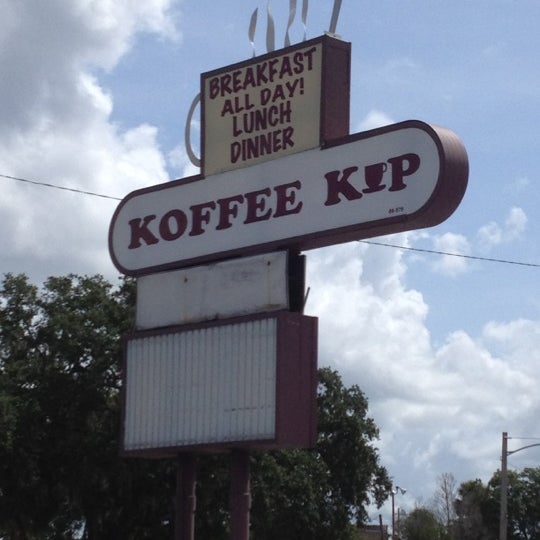 BREAKFAST
ALL DAY!
LUNCH
DINNER
KOFFEE KUP